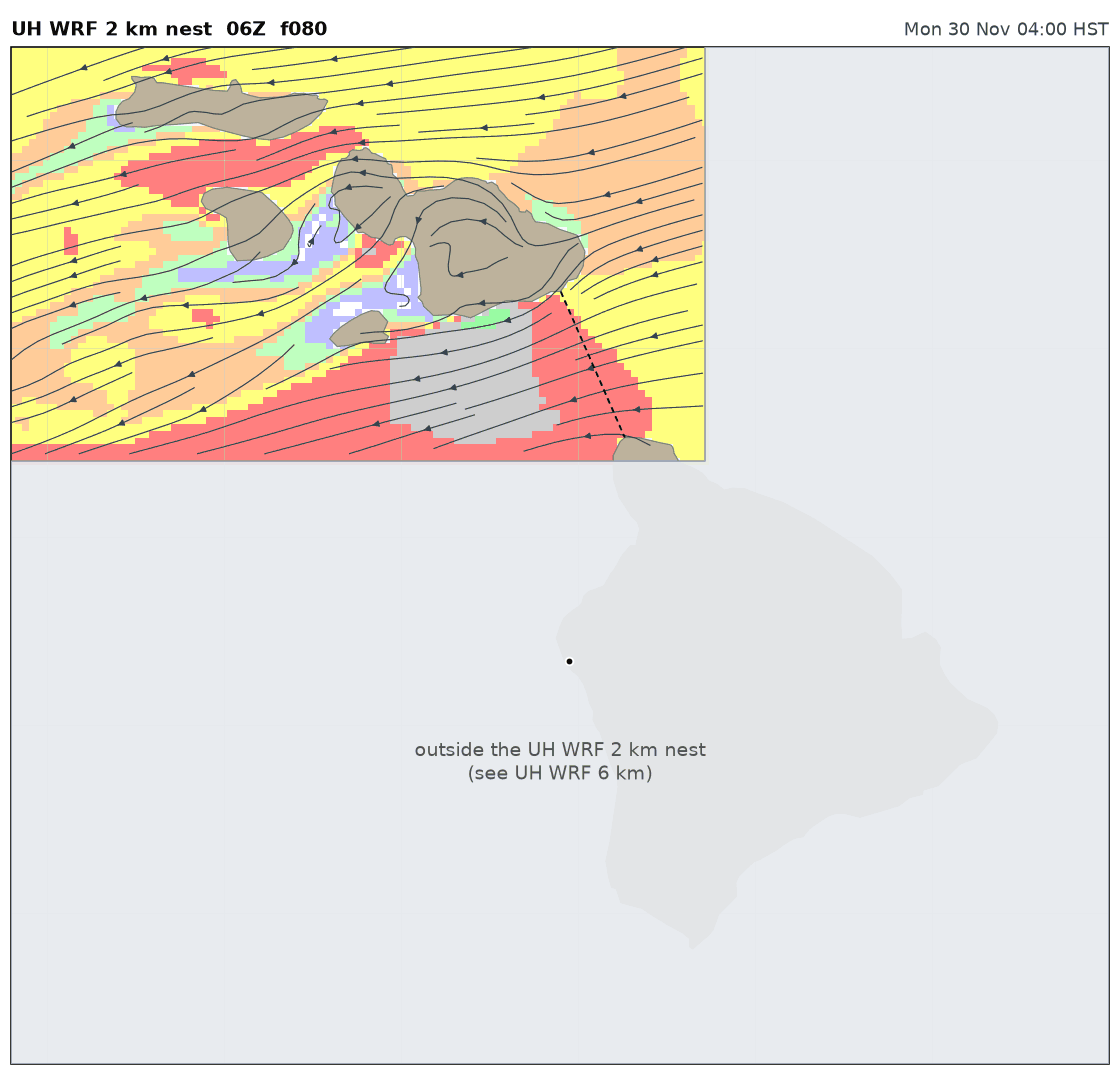 UH WRF 2 km nest  06Z  f080
Mon 30 Nov 04:00 HST
outside the UH WRF 2 km nest
(see UH WRF 6 km)